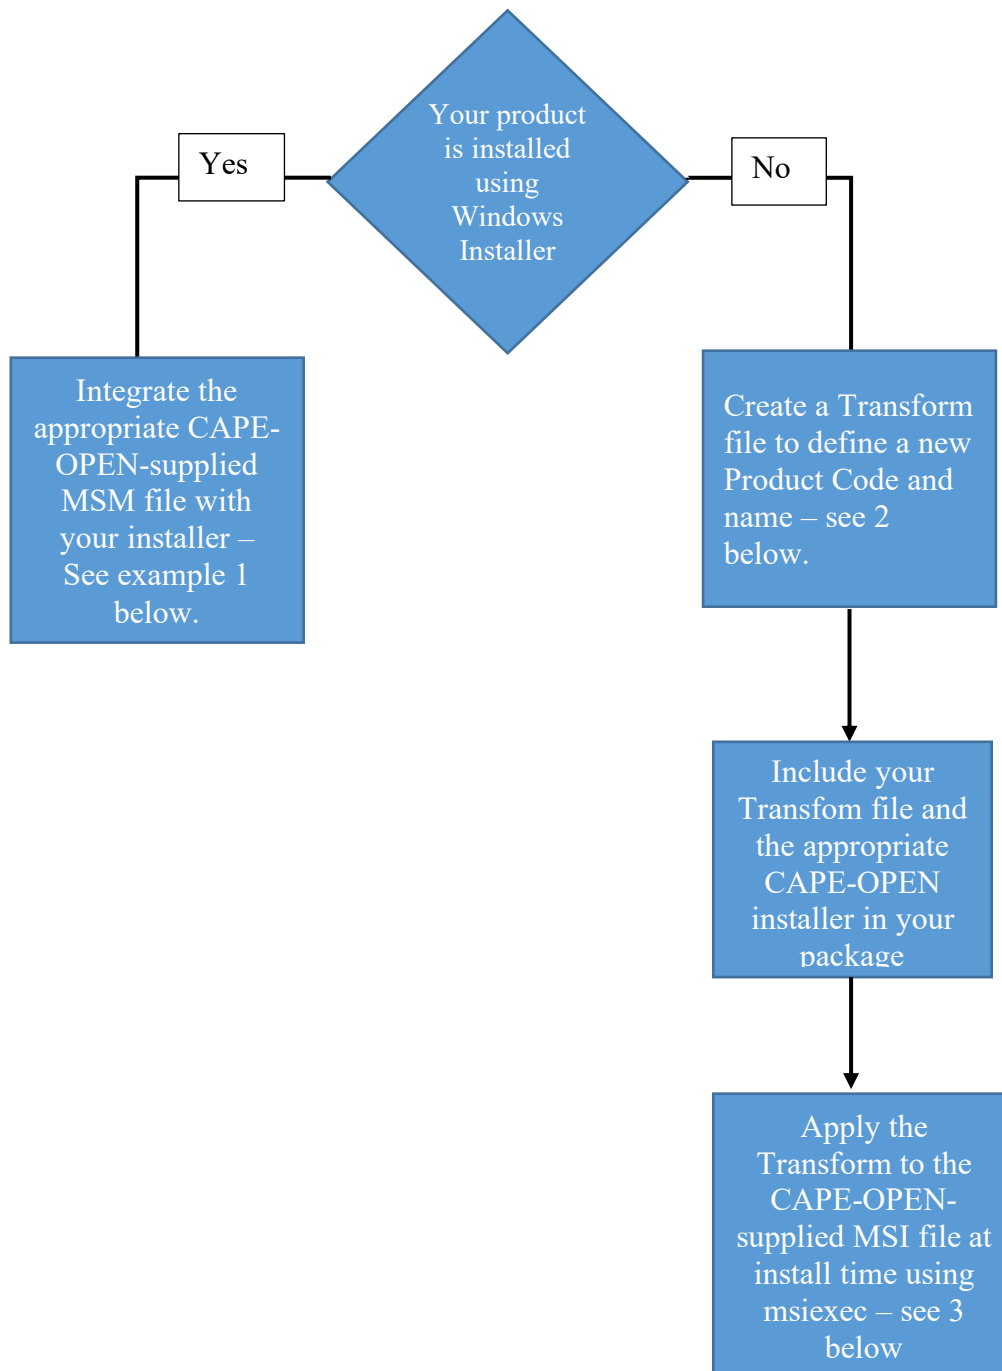 Your product
is installed
using
Windows
Installer
Yes
No
Integrate the
appropriate CAPE-
OPEN-supplied
MSM file with
your installer –
See example 1
below.
Create a Transform
file to define a new
Product Code and
name – see 2
below.
Include your
Transfom file and
the appropriate
CAPE-OPEN
installer in your
package
Apply the
Transform to the
CAPE-OPEN-
supplied MSI file at
install time using
msiexec – see 3
below